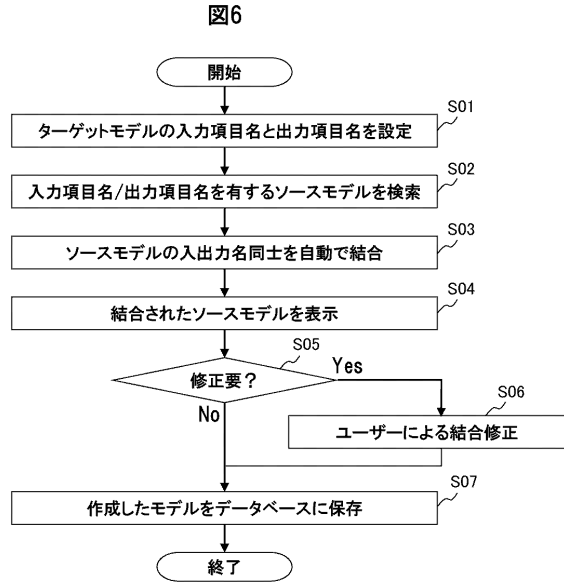 図6
開始
S01
ターゲットモデルの入力項目名と出力項目名を設定
S02
入力項目名/出力項目名を有するソースモデルを検索
S03
ソースモデルの入出力名同士を自動で結合
S04
結合されたソースモデルを表示
S05
修正要?
Yes
No
S06
ユーザーによる結合修正
S07
作成したモデルをデータベースに保存
終了